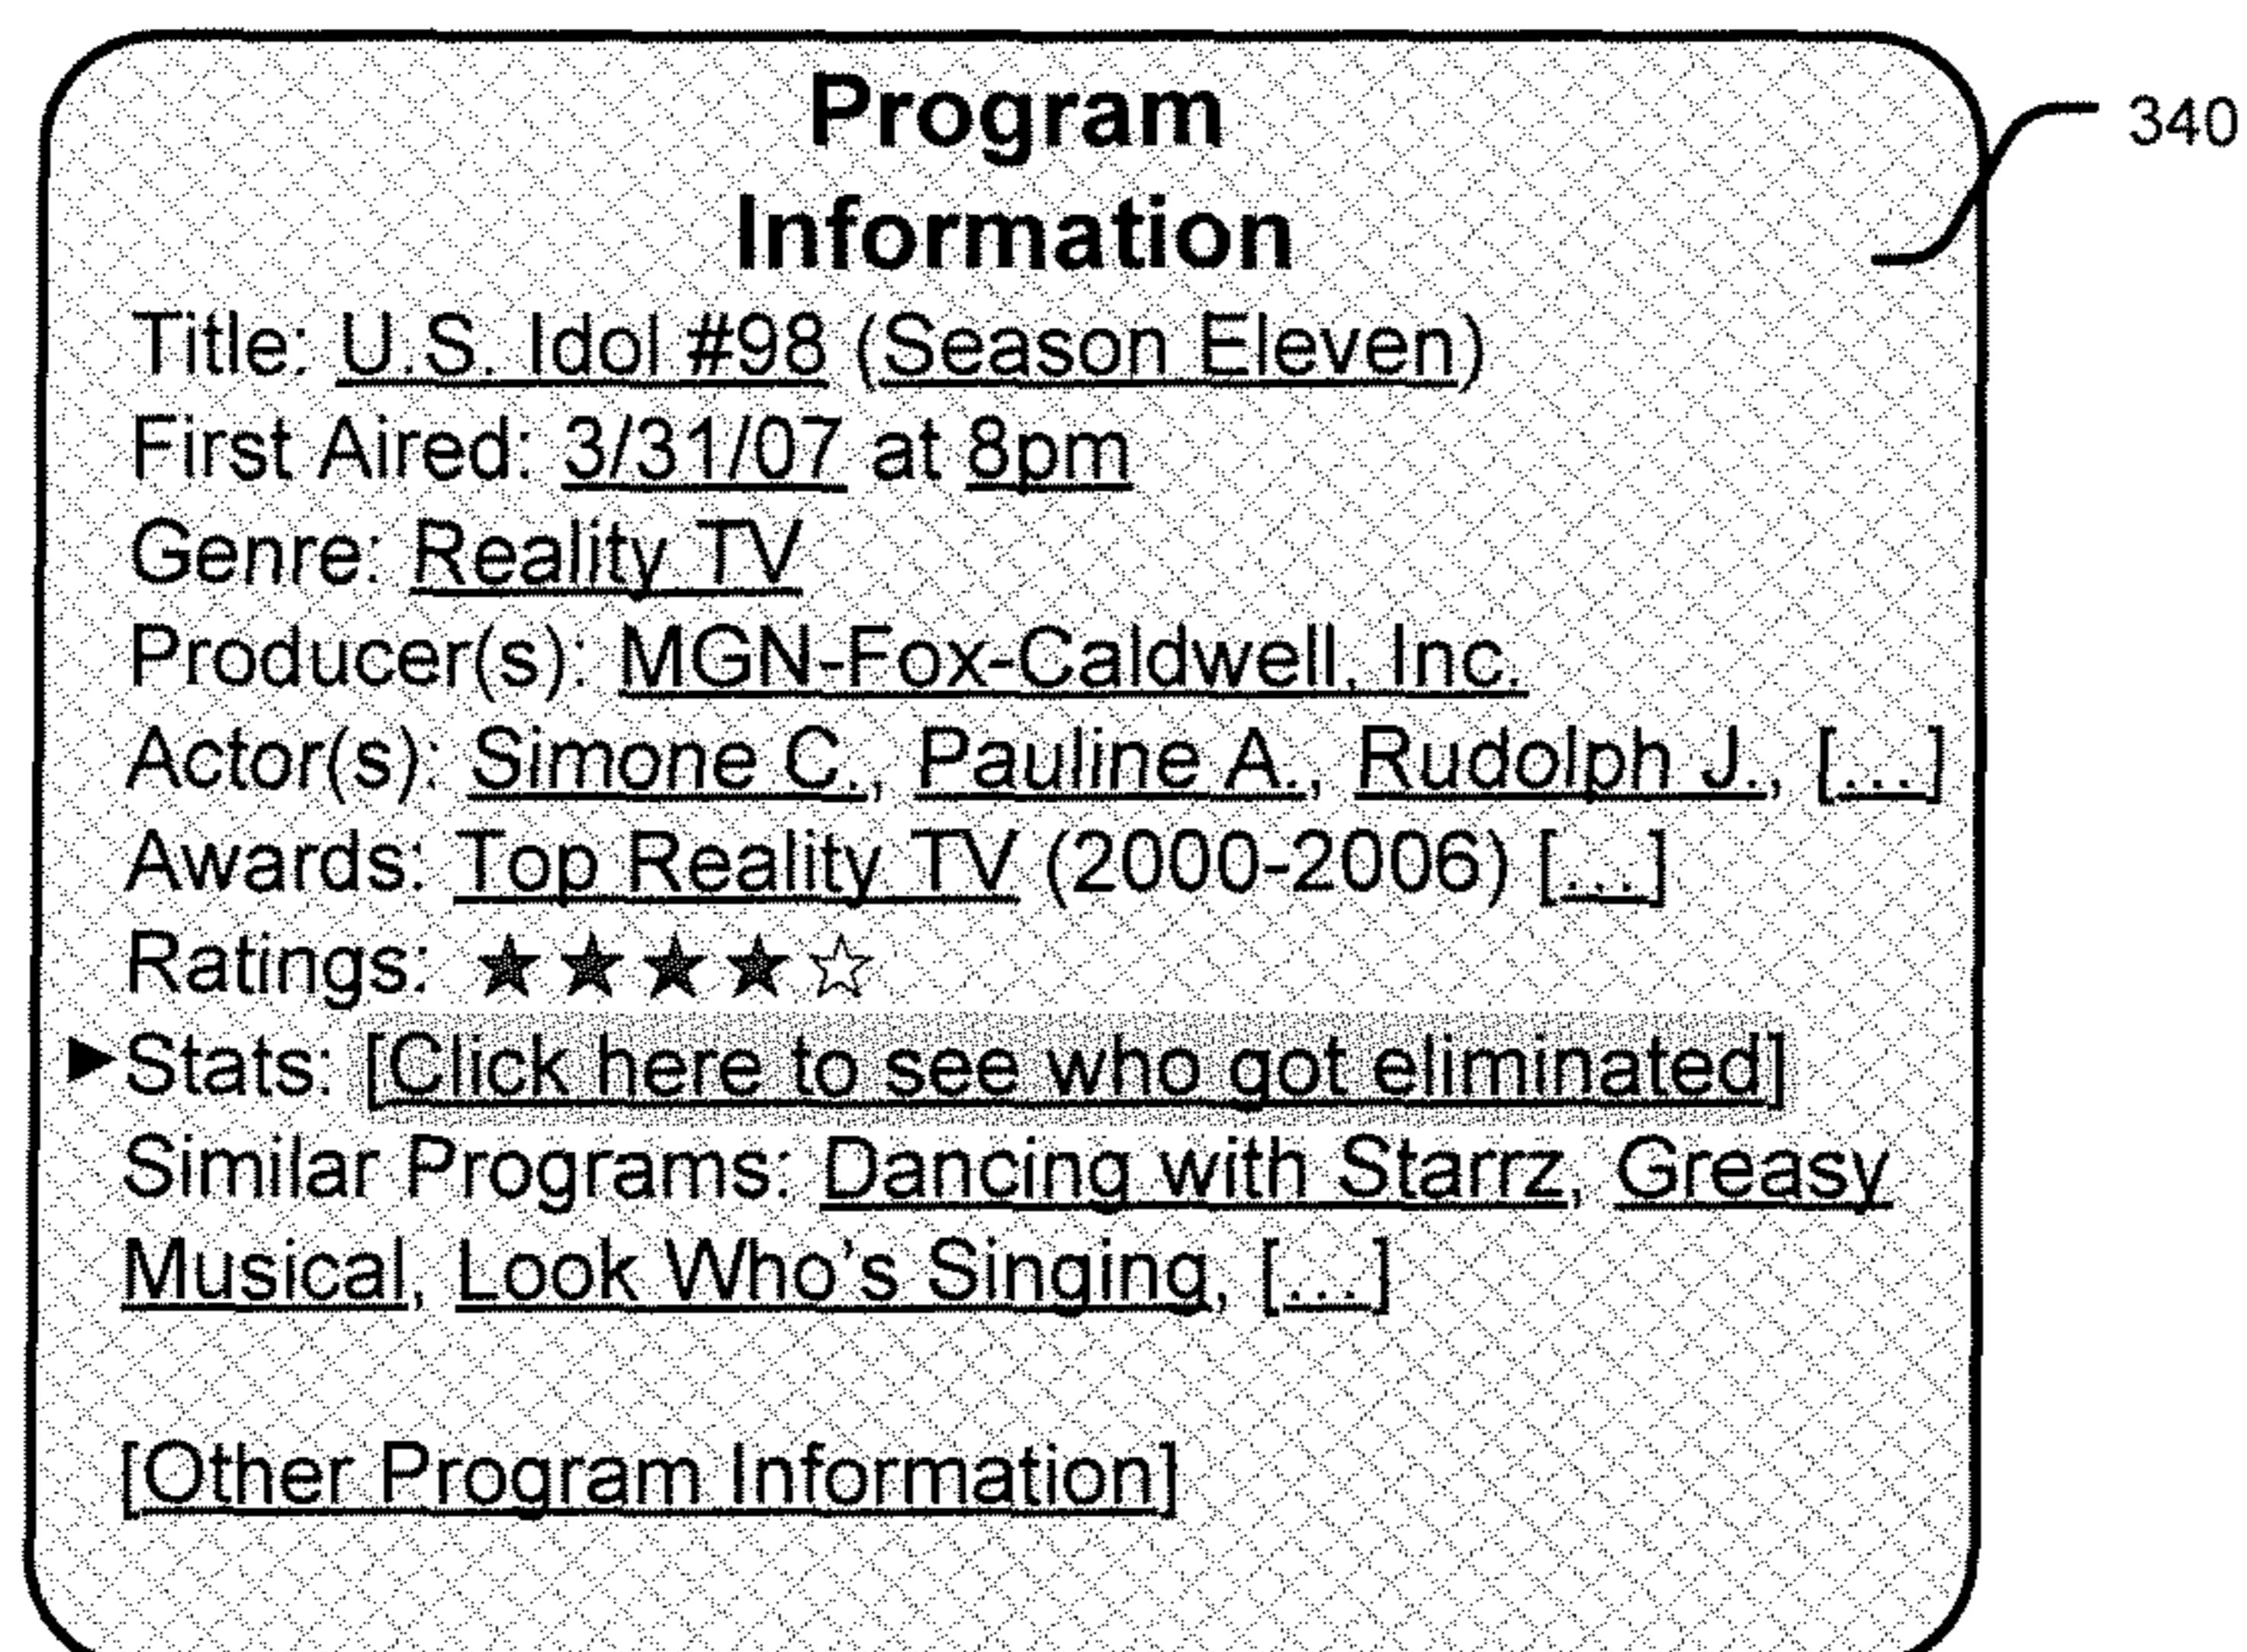 Program
Information
340
Title: U.S. Idol #98 (Season Eleven)
First Aired: 3/31/07 at 8pm
Genre: Reality TV
Producer(s): MGN-Fox-Caldwell, Inc.
Actor(s): Simone C., Pauline A., Rudolph J., [...]
Awards: Top Reality TV (2000-2006) [...]
Ratings: ★★★★☆
►Stats: [Click here to see who got eliminated]
Similar Programs: Dancing with Starrz, Greasy
Musical, Look Who's Singing, [...]
[Other Program Information]